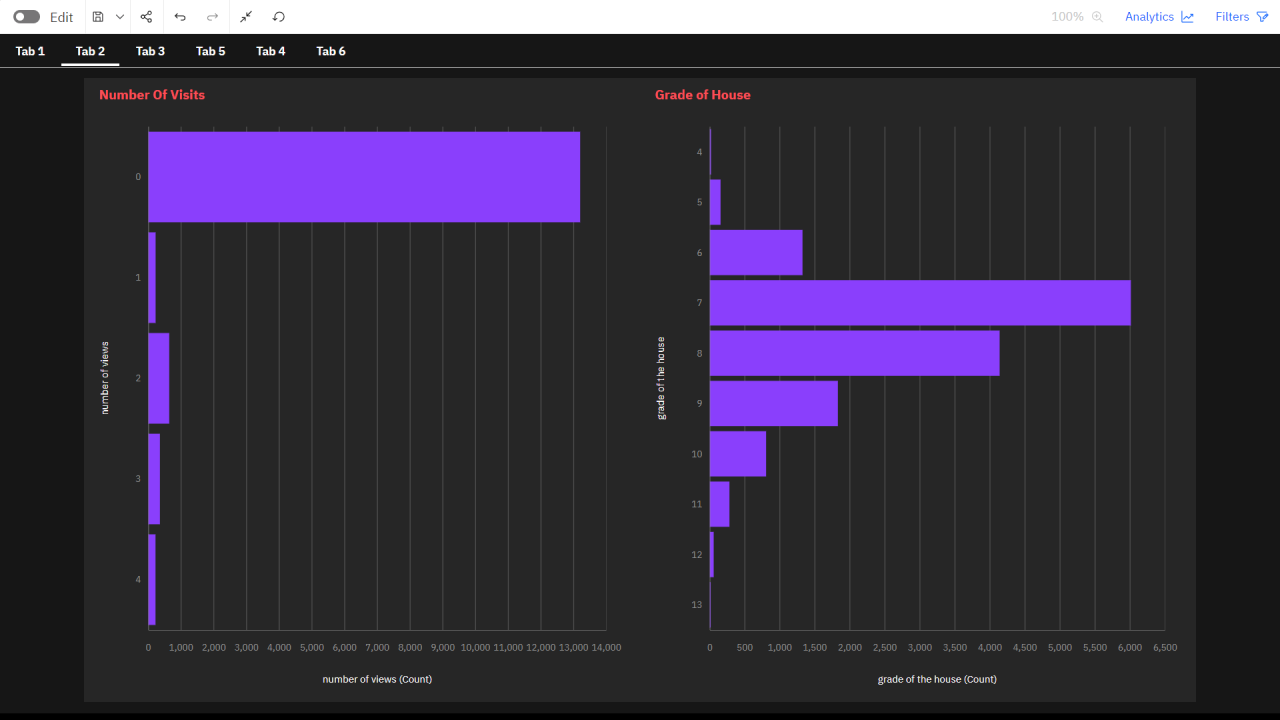 Edit
100%
Analytics
Filters
Tab 1
Tab 2
Tab 3
Tab 5
Tab 4
Tab 6
Number Of Visits
number of views
0
1
2
3
4
0 1,000 2,000 3,000 4,000 5,000 6,000 7,000 8,000 9,000 10,000 11,000 12,000 13,000 14,000
number of views (Count)
Grade of House
grade of the house
4
5
6
7
8
9
10
11
12
13
0 500 1,000 1,500 2,000 2,500 3,000 3,500 4,000 4,500 5,000 5,500 6,000 6,500
grade of the house (Count)